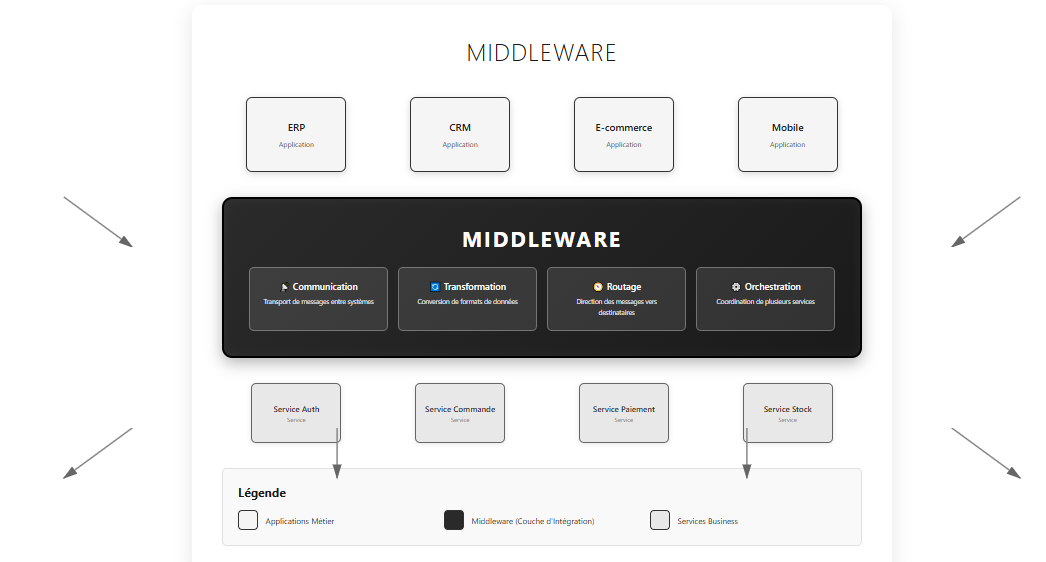 MIDDLEWARE
ERP
Application
CRM
Application
E-commerce
Application
Mobile
Application
MIDDLEWARE
Communication
Transport de messages entre systèmes
Transformation
Conversion de formats de données
Routage
Direction des messages vers
destinataires
Orchestration
Coordination de plusieurs services
Service Auth
Service
Service Commande
Service
Service Paiement
Service
Service Stock
Service
Légende
Applications Métier
Middleware (Couche d'Intégration)
Services Business